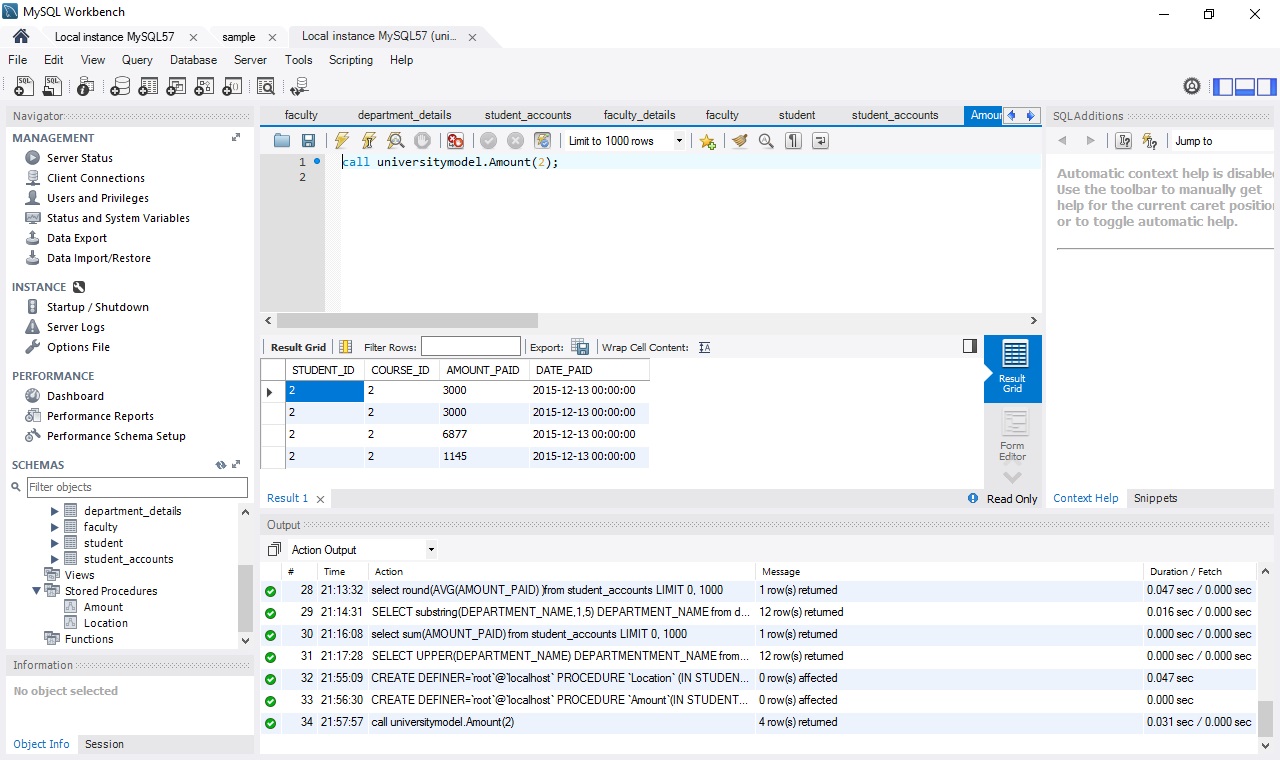 MySQL Workbench
Local instance MySQL57
sample
Local instance MySQL57 (uni...
File Edit View Query Database Server Tools Scripting Help
Navigator
MANAGEMENT
Server Status
Client Connections
Users and Privileges
Status and System Variables
Data Export
Data Import/Restore
INSTANCE
Startup / Shutdown
Server Logs
Options File
PERFORMANCE
Dashboard
Performance Reports
Performance Schema Setup
SCHEMAS
Filter objects
department_details
faculty
student
student_accounts
Views
Stored Procedures
Amount
Location
Functions
Information
No object selected
Object Info Session
faculty department_details student_accounts faculty_details faculty student student_accounts Amoun
Limit to 1000 rows
1 call universitymodel.Amount(2);
2
Result Grid Filter Rows: Export: Wrap Cell Content:
STUDENT_ID COURSE_ID AMOUNT_PAID DATE_PAID
2 2 3000 2015-12-13 00:00:00
2 2 3000 2015-12-13 00:00:00
2 2 6877 2015-12-13 00:00:00
2 2 1145 2015-12-13 00:00:00
Result
Grid
Form
Editor
Result 1
Read Only
SQLAdditions
Jump to
Automatic context help is disabled
Use the toolbar to manually get
help for the current caret position
or to toggle automatic help.
Context Help Snippets
Output
Action Output
# Time Action Message Duration / Fetch
28 21:13:32 select round(AVG(AMOUNT_PAID) )from student_accounts LIMIT 0, 1000 1 row(s) returned 0.047 sec / 0.000 sec
29 21:14:31 SELECT substring(DEPARTMENT_NAME,1,5) DEPARTMENT_NAME from d... 12 row(s) returned 0.016 sec / 0.000 sec
30 21:16:08 select sum(AMOUNT_PAID) from student_accounts LIMIT 0, 1000 1 row(s) returned 0.000 sec / 0.000 sec
31 21:17:28 SELECT UPPER(DEPARTMENT_NAME) DEPARTMENTMENT_NAME from... 12 row(s) returned 0.000 sec / 0.000 sec
32 21:55:09 CREATE DEFINER=`root`@`localhost` PROCEDURE `Location` (IN STUDEN... 0 row(s) affected 0.047 sec
33 21:56:30 CREATE DEFINER=`root`@`localhost` PROCEDURE `Amount`(IN STUDENT... 0 row(s) affected 0.000 sec
34 21:57:57 call universitymodel.Amount(2) 4 row(s) returned 0.031 sec / 0.000 sec